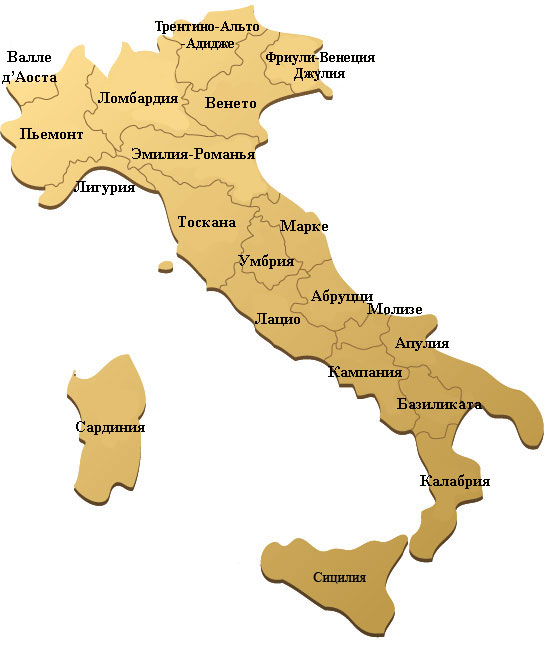 Трентино-Альто
-Адидже
Валле
д’Аоста
Фриули-Венеция
Джулия
Ломбардия
Венето
Пьемонт
Эмилия-Романья
Лигурия
Тоскана
Марке
Умбрия
Абруцци
Молизе
Лацио
Апулия
Кампания
Базиликата
Сардиния
Калабрия
Сицилия